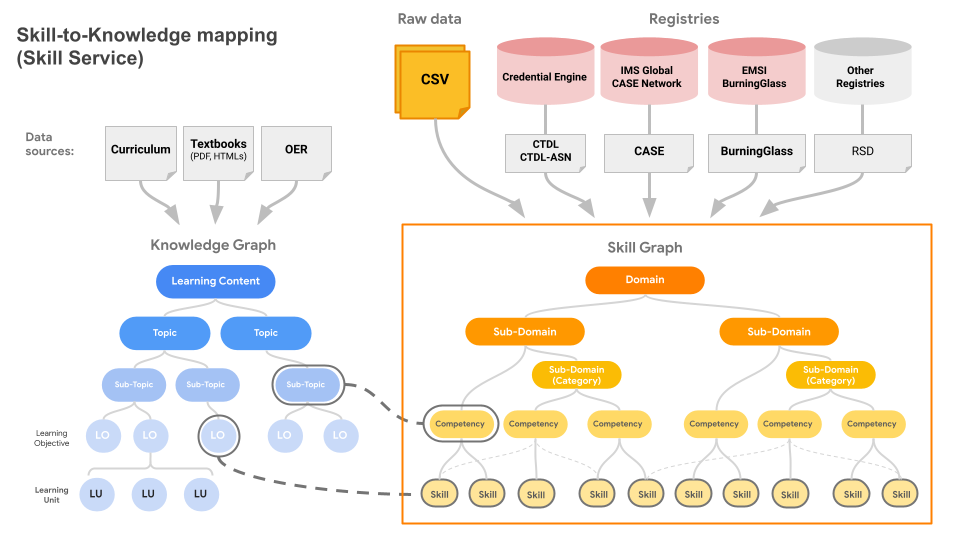 Skill-to-Knowledge mapping
(Skill Service)
Raw data
Registries
CSV
Credential Engine
IMS Global
CASE Network
EMSI
BurningGlass
Other
Registries
Data
sources:
Curriculum
Textbooks
(PDF, HTMLs)
OER
CTDL
CTDL-ASN
CASE
BurningGlass
RSD
Knowledge Graph
Learning Content
Topic
Topic
Sub-Topic
Sub-Topic
Sub-Topic
Learning
Objective
LO
LO
LO
LO
LO
Learning
Unit
LU
LU
LU
Skill Graph
Domain
Sub-Domain
Sub-Domain
Sub-Domain
(Category)
Sub-Domain
(Category)
Competency
Competency
Competency
Competency
Competency
Competency
Skill
Skill
Skill
Skill
Skill
Skill
Skill
Skill
Skill
Skill